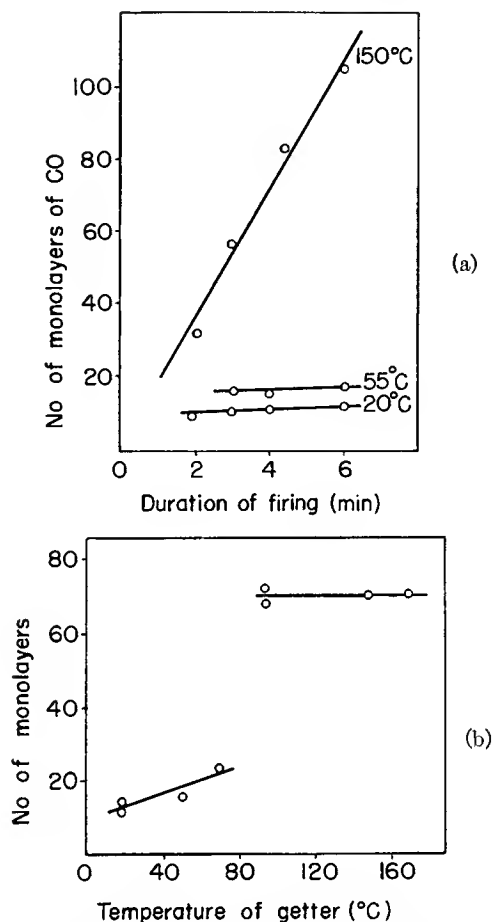 No of monolayers of CO
100
80
60
40
20
0
2
4
6
150°C
55°C
20°C
Duration of firing (min)
(a)
No of monolayers
80
60
40
20
0
40
80
120
160
Temperature of getter (°C)
(b)